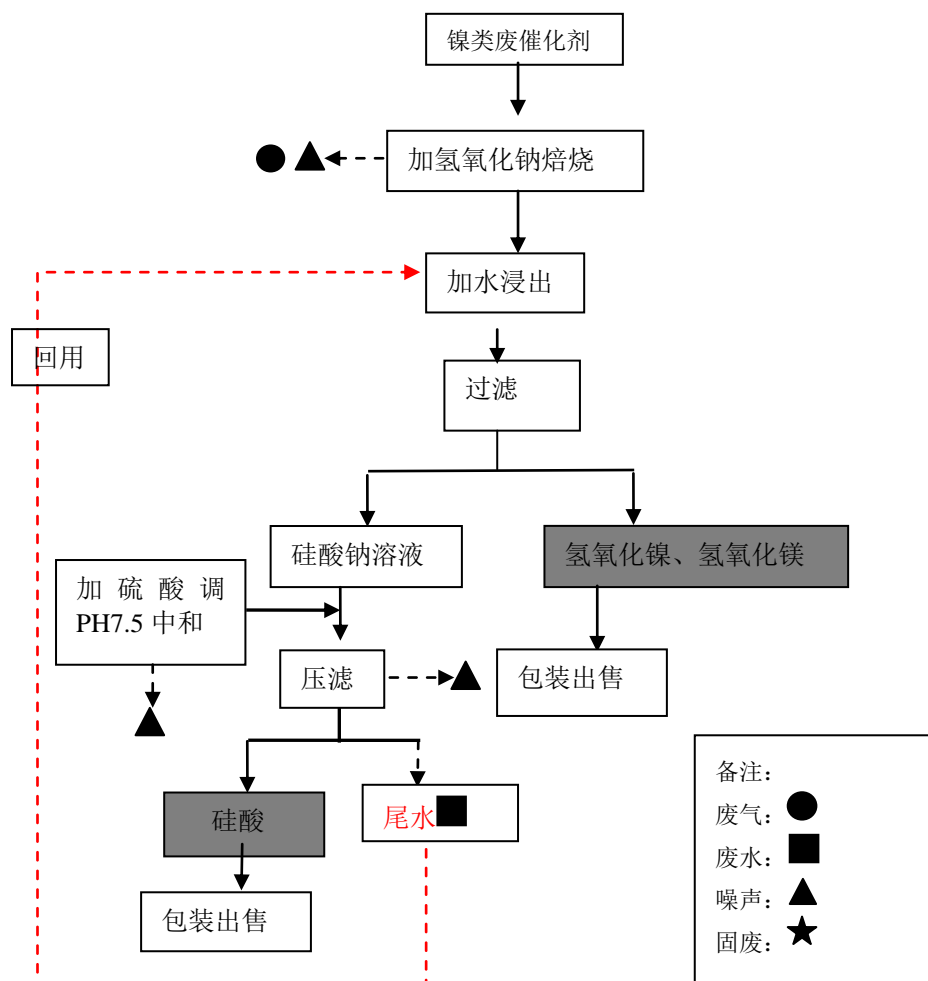 镍类废催化剂
加氢氧化钠焙烧
加水浸出
回用
过滤
硅酸钠溶液
氢氧化镍、氢氧化镁
加硫酸调
PH7.5 中和
压滤
包装出售
硅酸
尾水
包装出售
备注：
废气：
废水：
噪声：
固废：